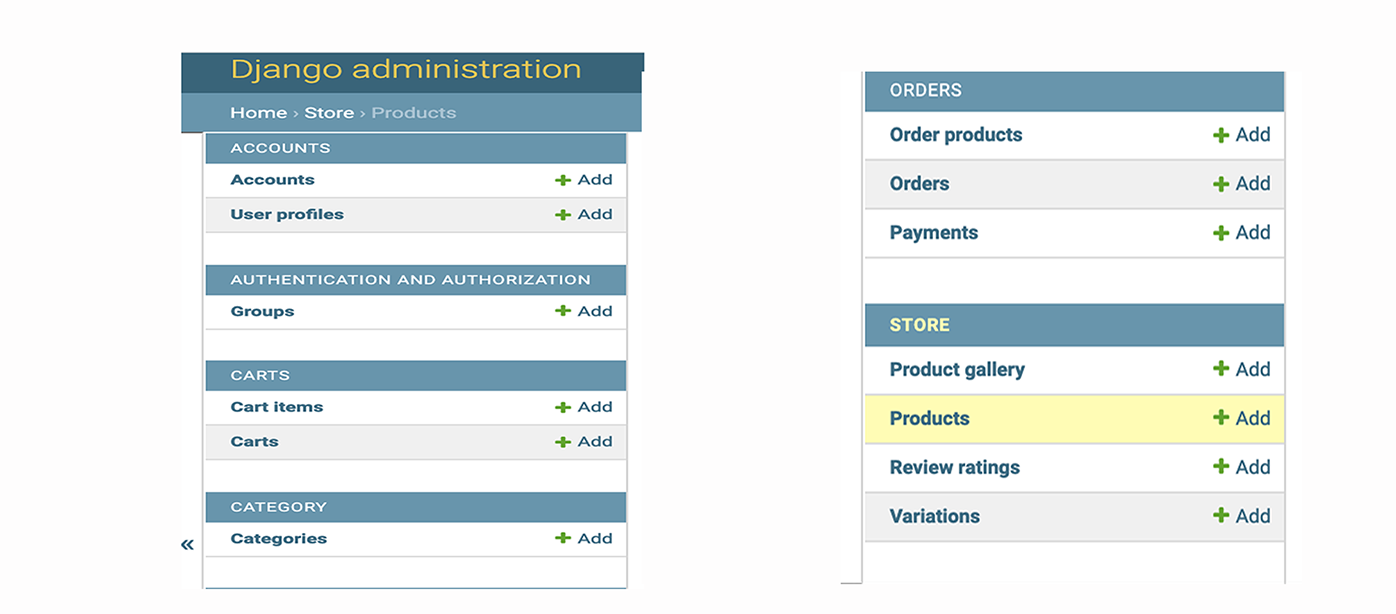 Django administration
Home › Store › Products
ACCOUNTS
Accounts + Add
User profiles + Add
AUTHENTICATION AND AUTHORIZATION
Groups + Add
CARTS
Cart items + Add
Carts + Add
CATEGORY
Categories + Add
«
ORDERS
Order products + Add
Orders + Add
Payments + Add
STORE
Product gallery + Add
Products + Add
Review ratings + Add
Variations + Add